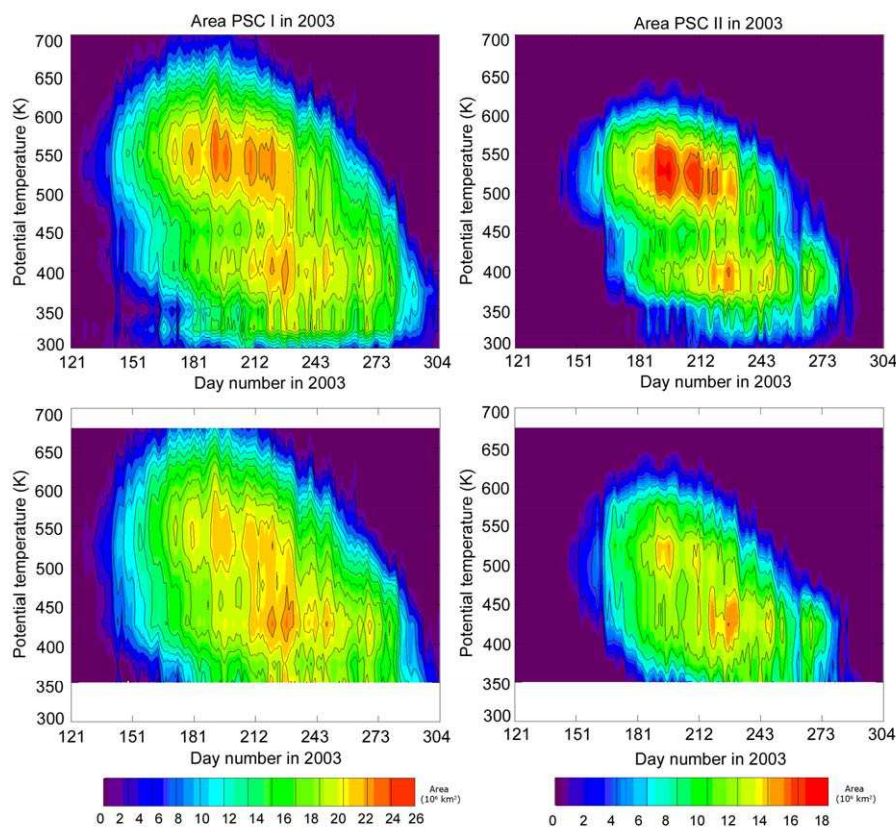 Area PSC I in 2003
700
650
600
550
500
450
400
350
300
Potential temperature (K)
121 151 181 212 243 273 304
Day number in 2003
Area PSC II in 2003
700
650
600
550
500
450
400
350
300
Potential temperature (K)
121 151 181 212 243 273 304
Day number in 2003
700
650
600
550
500
450
400
350
300
Potential temperature (K)
121 151 181 212 243 273 304
Day number in 2003
700
650
600
550
500
450
400
350
300
Potential temperature (K)
121 151 181 212 243 273 304
Day number in 2003
0 2 4 6 8 10 12 14 16 18 20 22 24 26
Area
(10⁶ km²)
0 2 4 6 8 10 12 14 16 18
Area
(10⁶ km²)